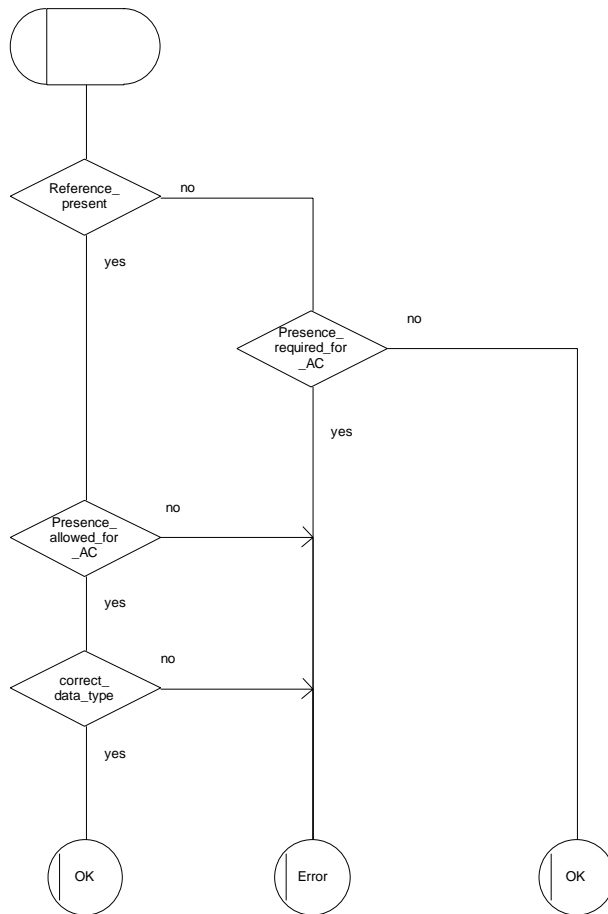 Reference_
present
no
yes
Presence_
required_for
_AC
no
yes
Presence_
allowed_for
_AC
no
yes
correct_
data_type
no
yes
OK
Error
OK